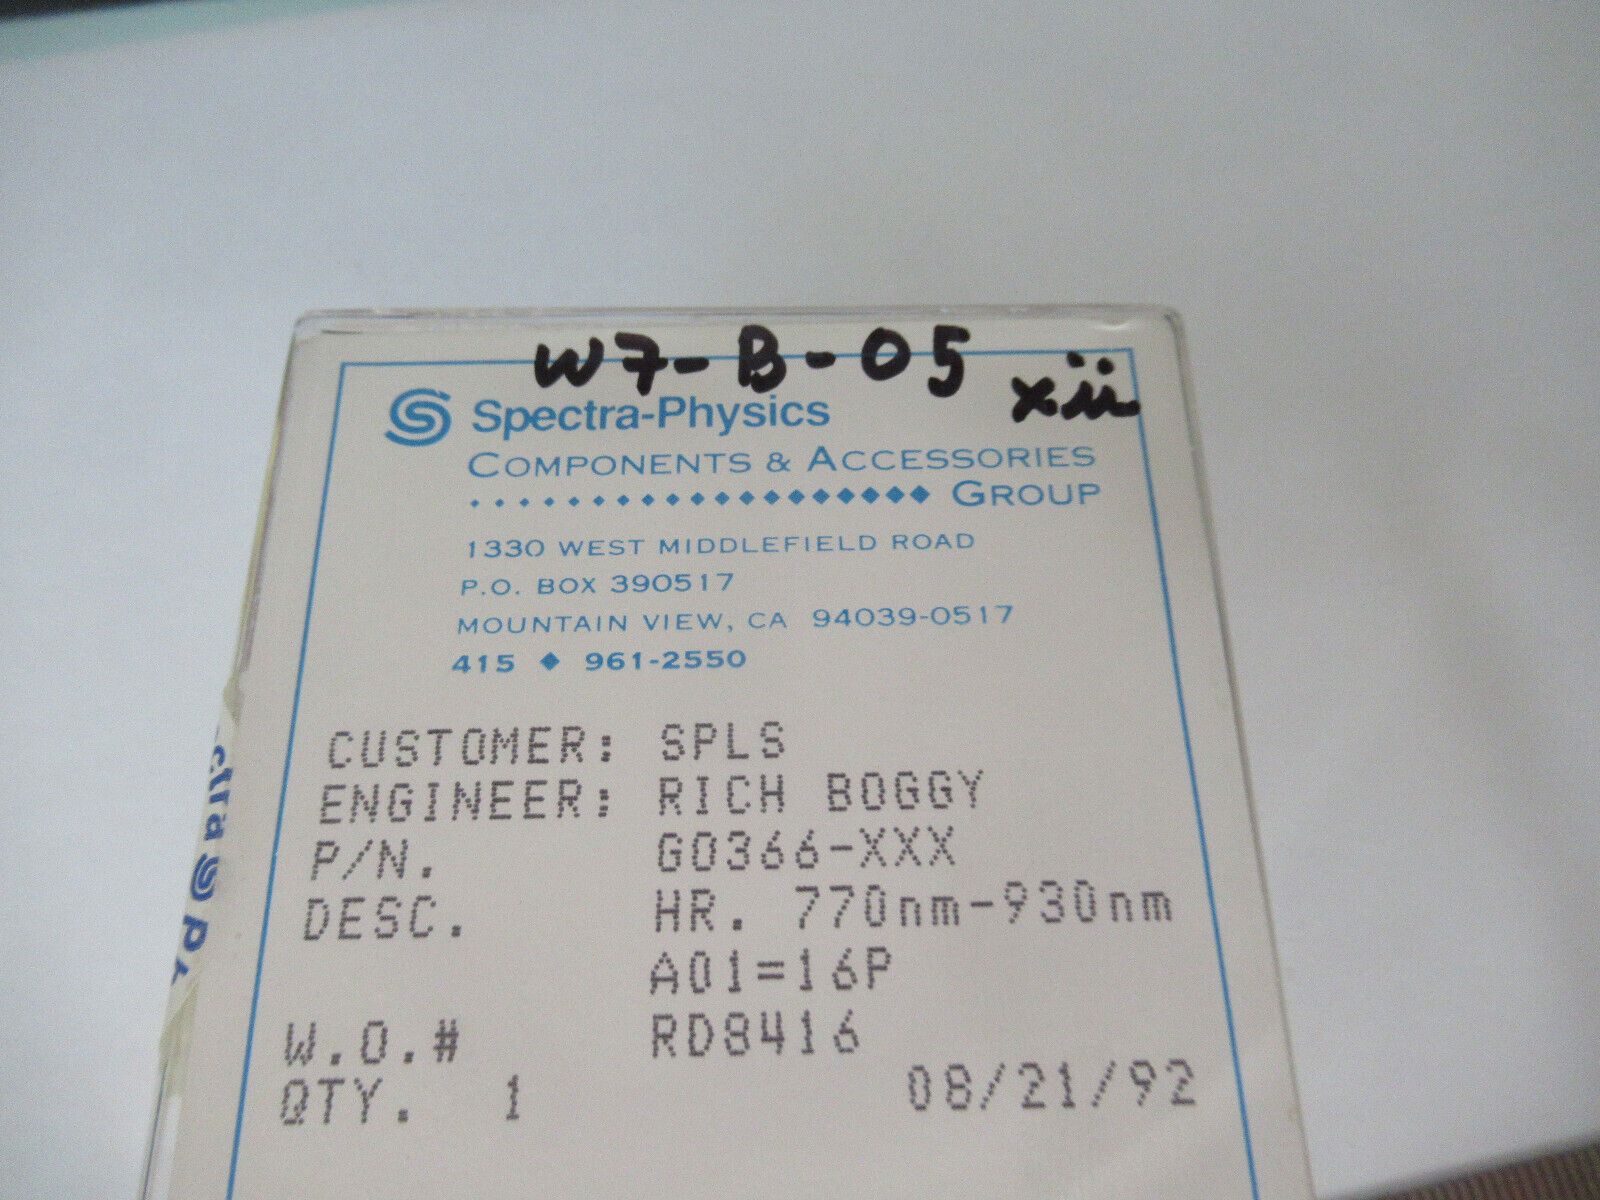 W7-B-05
xii
Spectra-Physics
COMPONENTS & ACCESSORIES
GROUP
1330 WEST MIDDLEFIELD ROAD
P.O. BOX 390517
MOUNTAIN VIEW, CA 94039-0517
415 ◆ 961-2550
CUSTOMER: SPLS
ENGINEER: RICH BOGGY
P/N. G0366-XXX
DESC. HR. 770nm-930nm
A01=16P
W.O.# RD8416
QTY. 1 08/21/92
ctra P